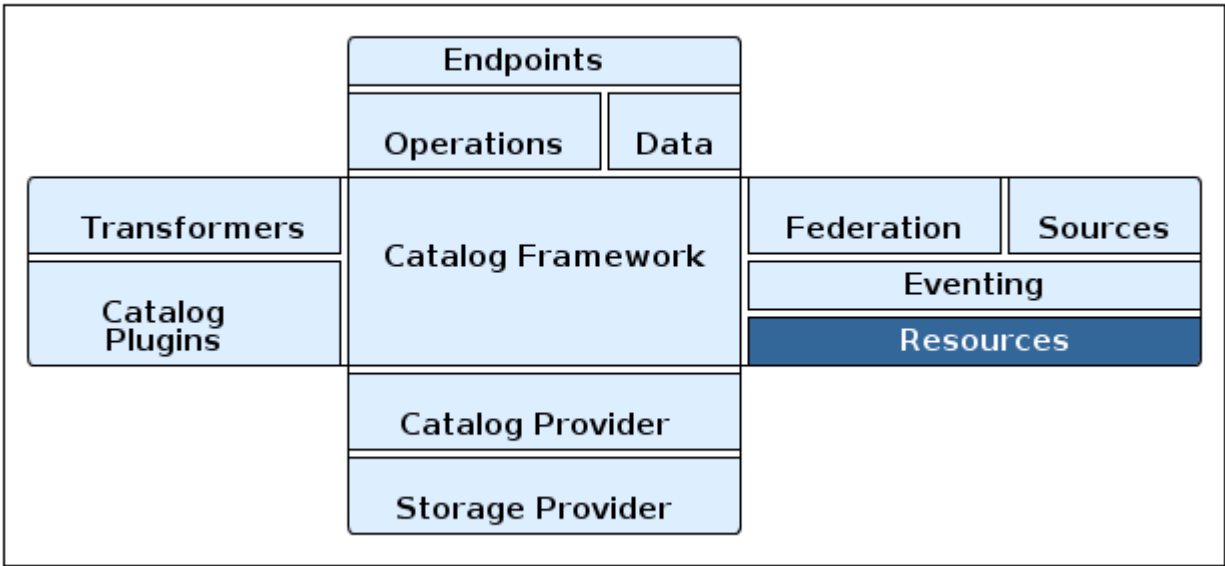 Endpoints
Operations
Data
Transformers
Catalog Framework
Federation
Sources
Eventing
Catalog
Plugins
Resources
Catalog Provider
Storage Provider